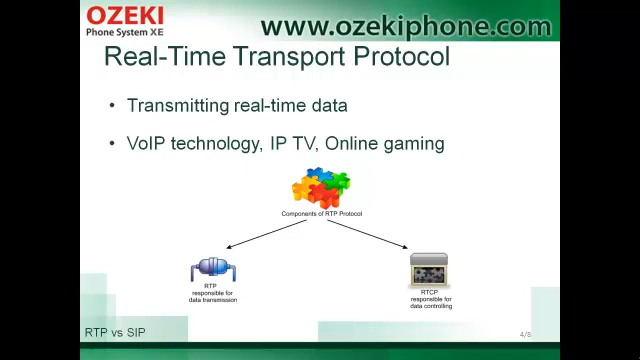 OZEKI
Phone System XE
www.ozekiphone.com
Real-Time Transport Protocol
• Transmitting real-time data
• VoIP technology, IP TV, Online gaming
Components of RTP Protocol
RTP
responsible for
data transmission
RTCP
responsible for
data controlling
RTP vs SIP
4/8